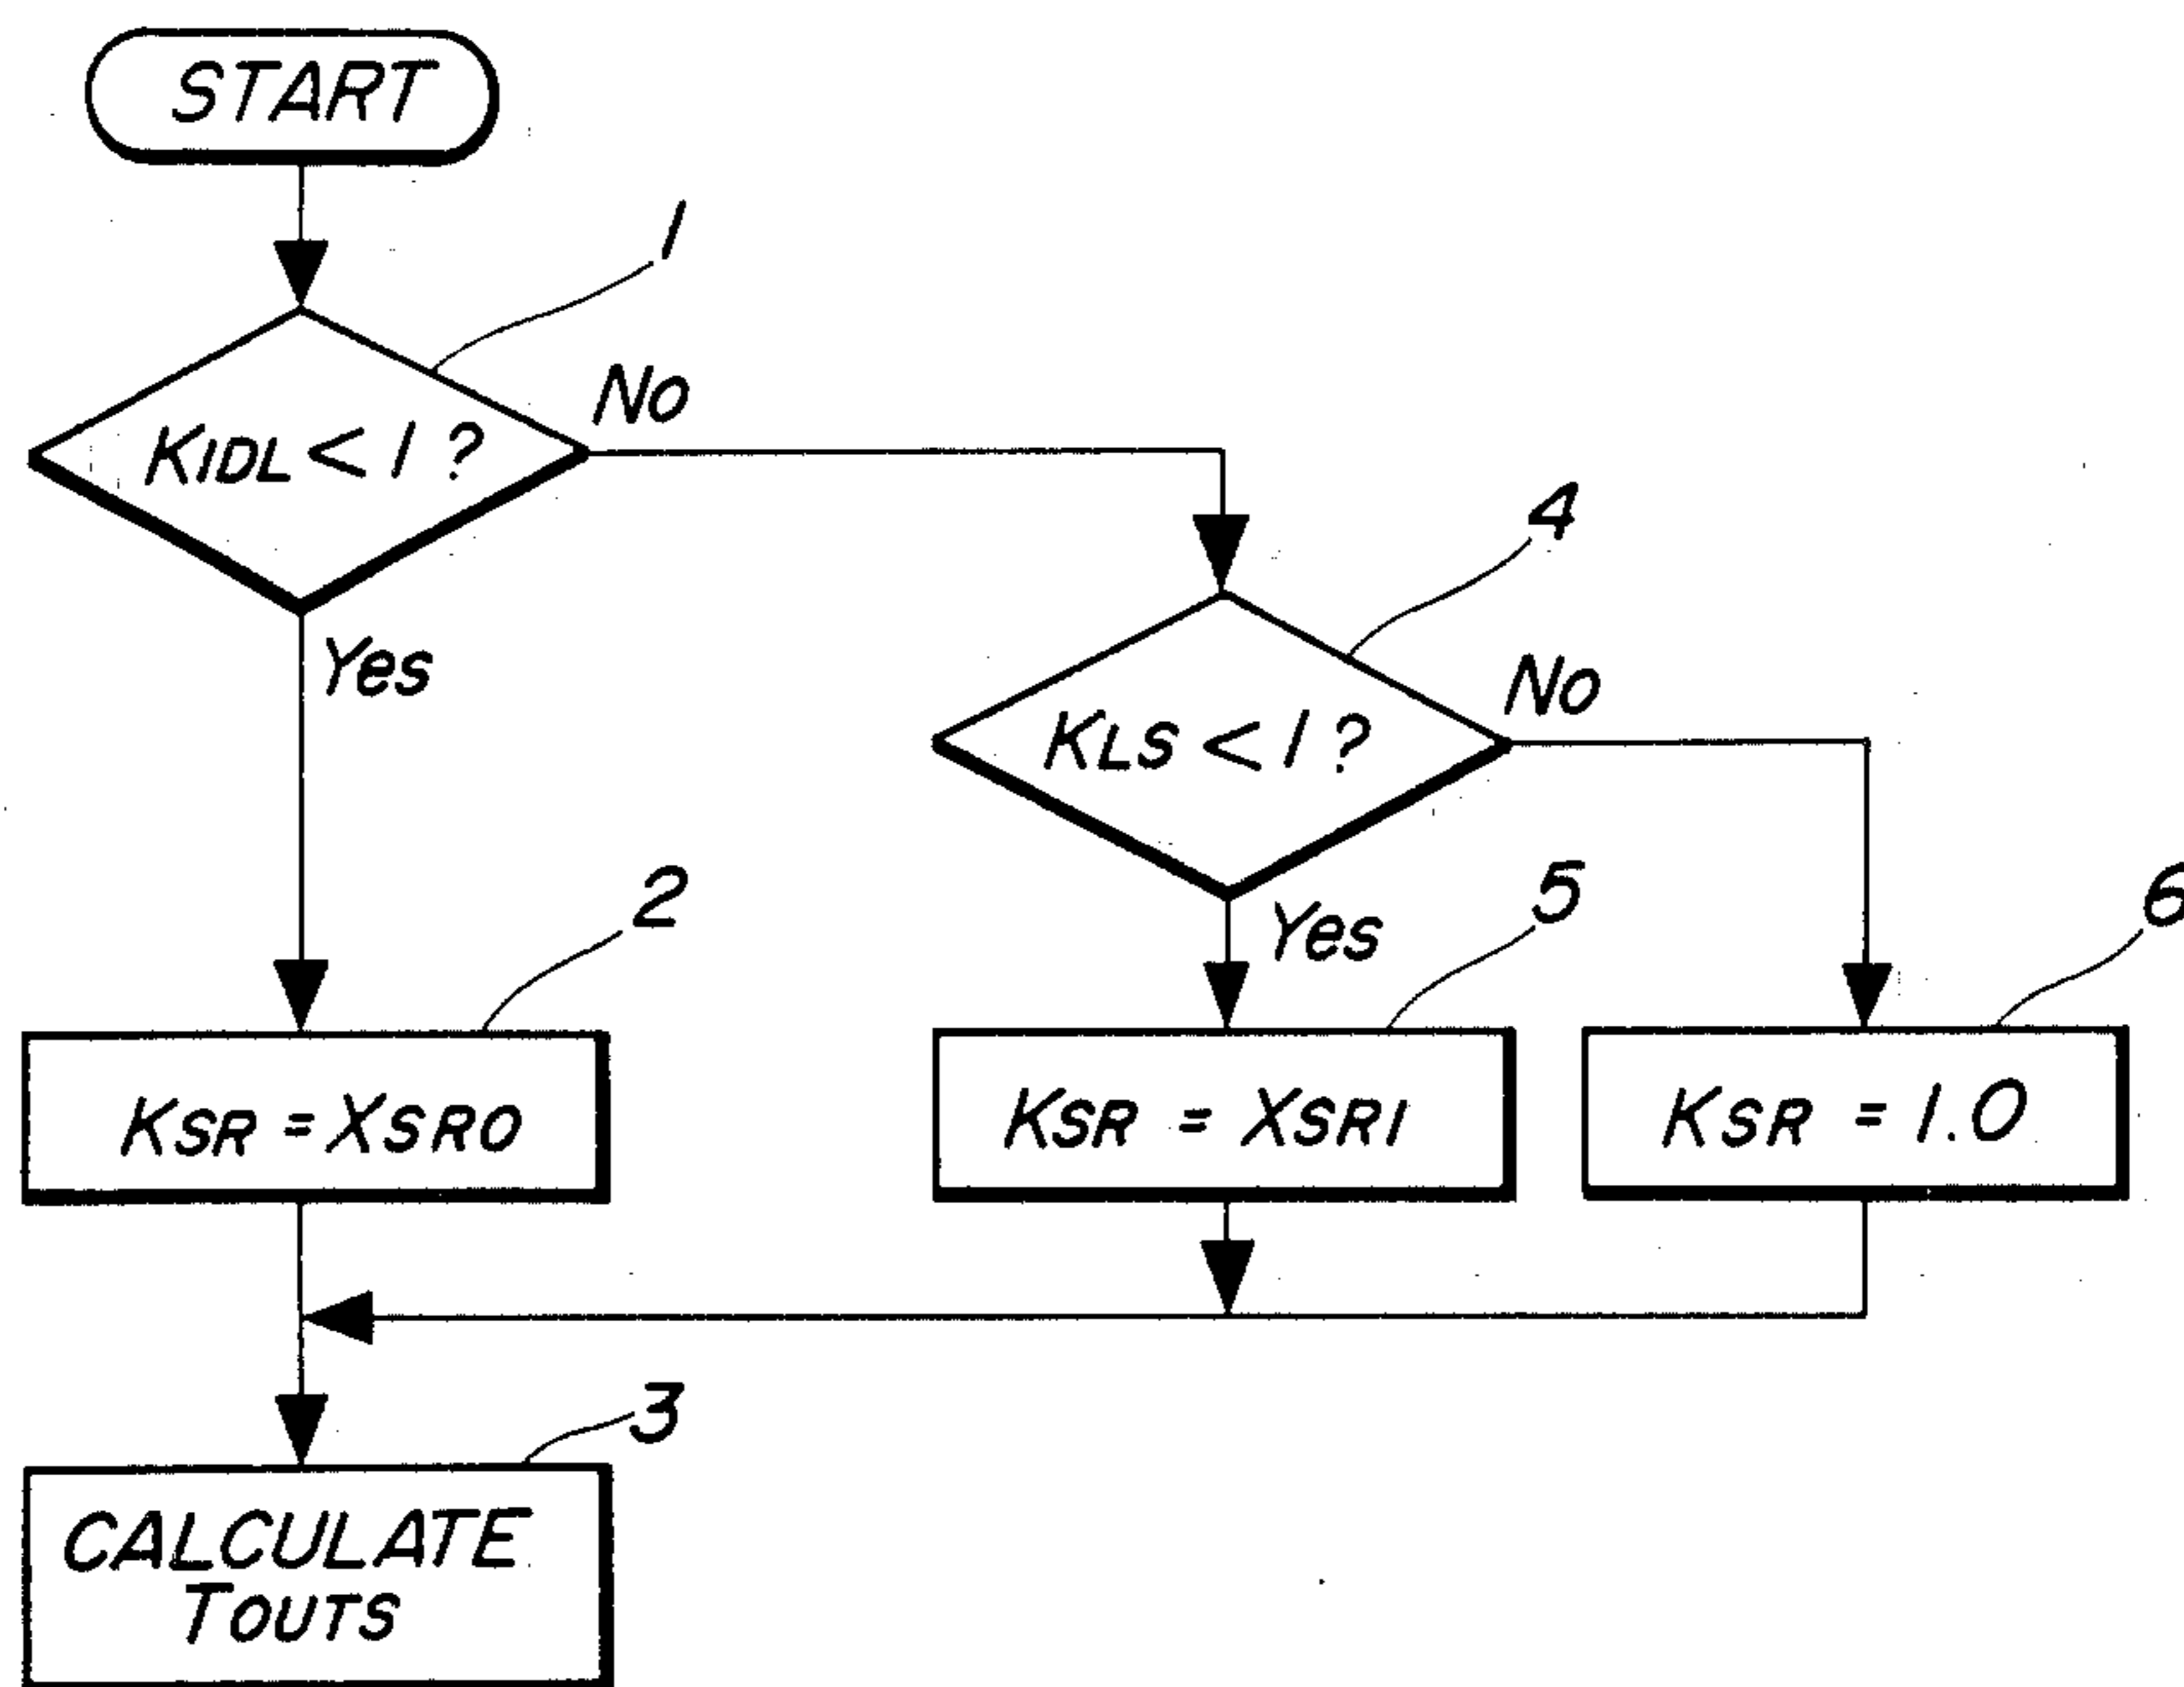 START
1
KIDL < 1 ?
No
Yes
4
KLS < 1 ?
No
Yes
2
5
6
KSR = XSR0
KSR = XSR1
KSR = 1.0
3
CALCULATE
TOUTS